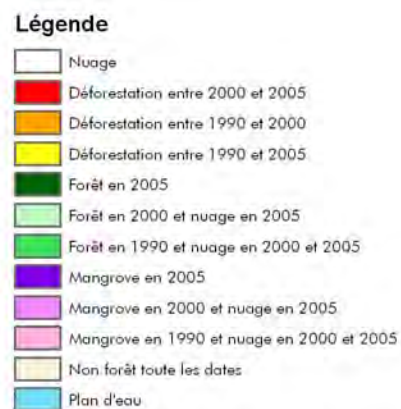 Légende
Nuage
Déforestation entre 2000 et 2005
Déforestation entre 1990 et 2000
Déforestation entre 1990 et 2005
Forêt en 2005
Forêt en 2000 et nuage en 2005
Forêt en 1990 et nuage en 2000 et 2005
Mangrove en 2005
Mangrove en 2000 et nuage en 2005
Mangrove en 1990 et nuage en 2000 et 2005
Non forêt toute les dates
Plan d'eau